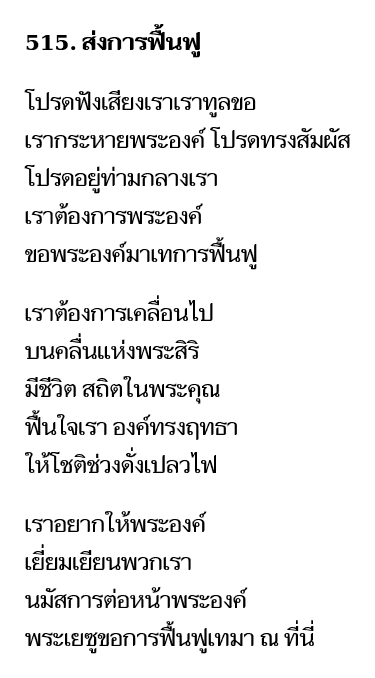 515. ส่งการฟื้นฟู
โปรดฟังเสียงเราเราทูลขอ
เรากระหายพระองค์ โปรดทรงสัมผัส
โปรดอยู่ท่ามกลางเรา
เราต้องการพระองค์
ขอพระองค์มาเทการฟื้นฟู
เราต้องการเคลื่อนไป
บนคลื่นแห่งพระสิริ
มีชีวิต สถิตในพระคุณ
ฟื้นใจเรา องค์ทรงฤทธา
ให้โชติช่วงดั่งเปลวไฟ
เราอยากให้พระองค์
เยี่ยมเยียนพวกเรา
นมัสการต่อหน้าพระองค์
พระเยซูขอการฟื้นฟูเทมา ณ ที่นี่